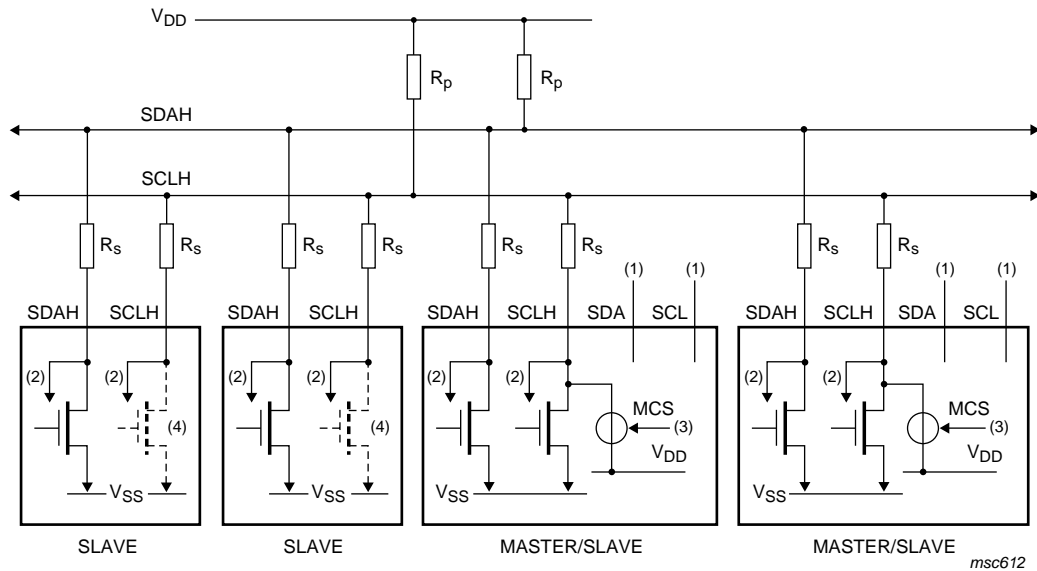 VDD
Rp Rp
SDAH
SCLH
Rs Rs Rs Rs Rs Rs Rs Rs
(1) (1) (1) (1)
SDAH SCLH SDAH SCLH SDAH SCLH SDA SCL SDAH SCLH SDA SCL
(2) (2) (2) (2) (2) (2) (2) (2)
MCS MCS
(4) (4) (3) (3)
VDD VDD
VSS VSS VSS VSS
SLAVE SLAVE MASTER/SLAVE MASTER/SLAVE
msc612